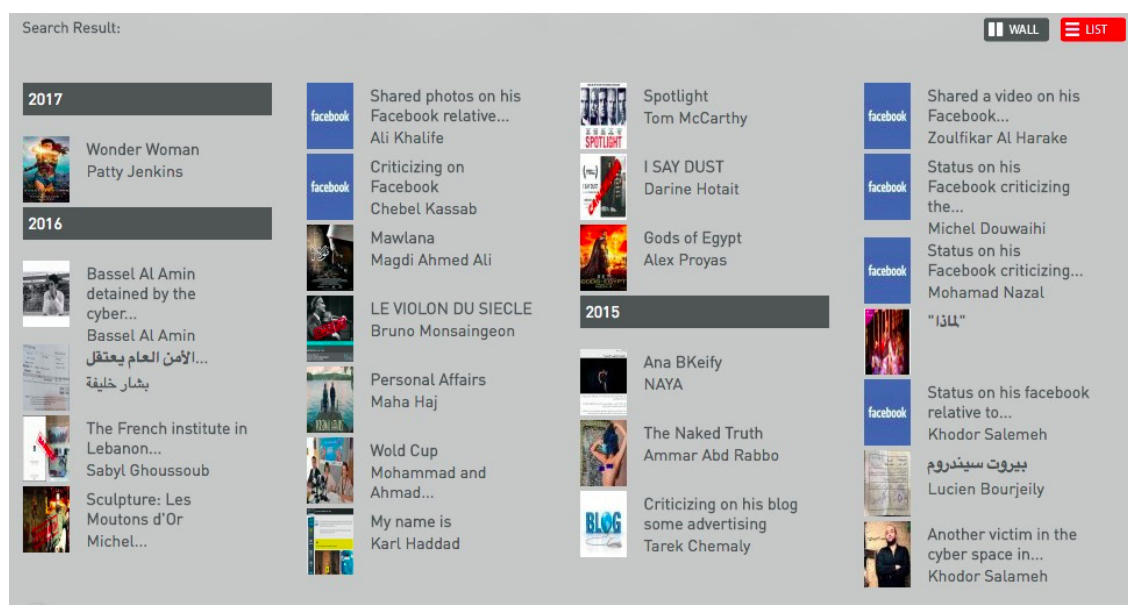 Search Result:
WALL
LIST
2017
Wonder Woman
Patty Jenkins
2016
Bassel Al Amin
detained by the
cyber...
Bassel Al Amin
الأمن العام يعتقل...
بشار خليفة
The French institute in
Lebanon...
Sabyl Ghoussoub
Sculpture: Les
Moutons d'Or
Michel...
facebook
Shared photos on his
Facebook relative...
Ali Khalife
facebook
Criticizing on
Facebook
Chebel Kassab
Mawlana
Magdi Ahmed Ali
LE VIOLON DU SIECLE
Bruno Monsaingeon
Personal Affairs
Maha Haj
Wold Cup
Mohammad and
Ahmad...
My name is
Karl Haddad
SPOTLIGHT
Spotlight
Tom McCarthy
I SAY DUST
Darine Hotait
Gods of Egypt
Alex Proyas
2015
Ana BKeify
NAYA
The Naked Truth
Ammar Abd Rabbo
BLOG
Criticizing on his blog
some advertising
Tarek Chemaly
facebook
Shared a video on his
Facebook...
Zoulfikar Al Harake
facebook
Status on his
Facebook criticizing
the...
Michel Douwaihi
facebook
Status on his
Facebook criticizing...
Mohamad Nazal
"لماذا"
facebook
Status on his facebook
relative to...
Khodor Salemeh
بيروت سيندروم
Lucien Bourjeily
Another victim in the
cyber space in...
Khodor Salameh